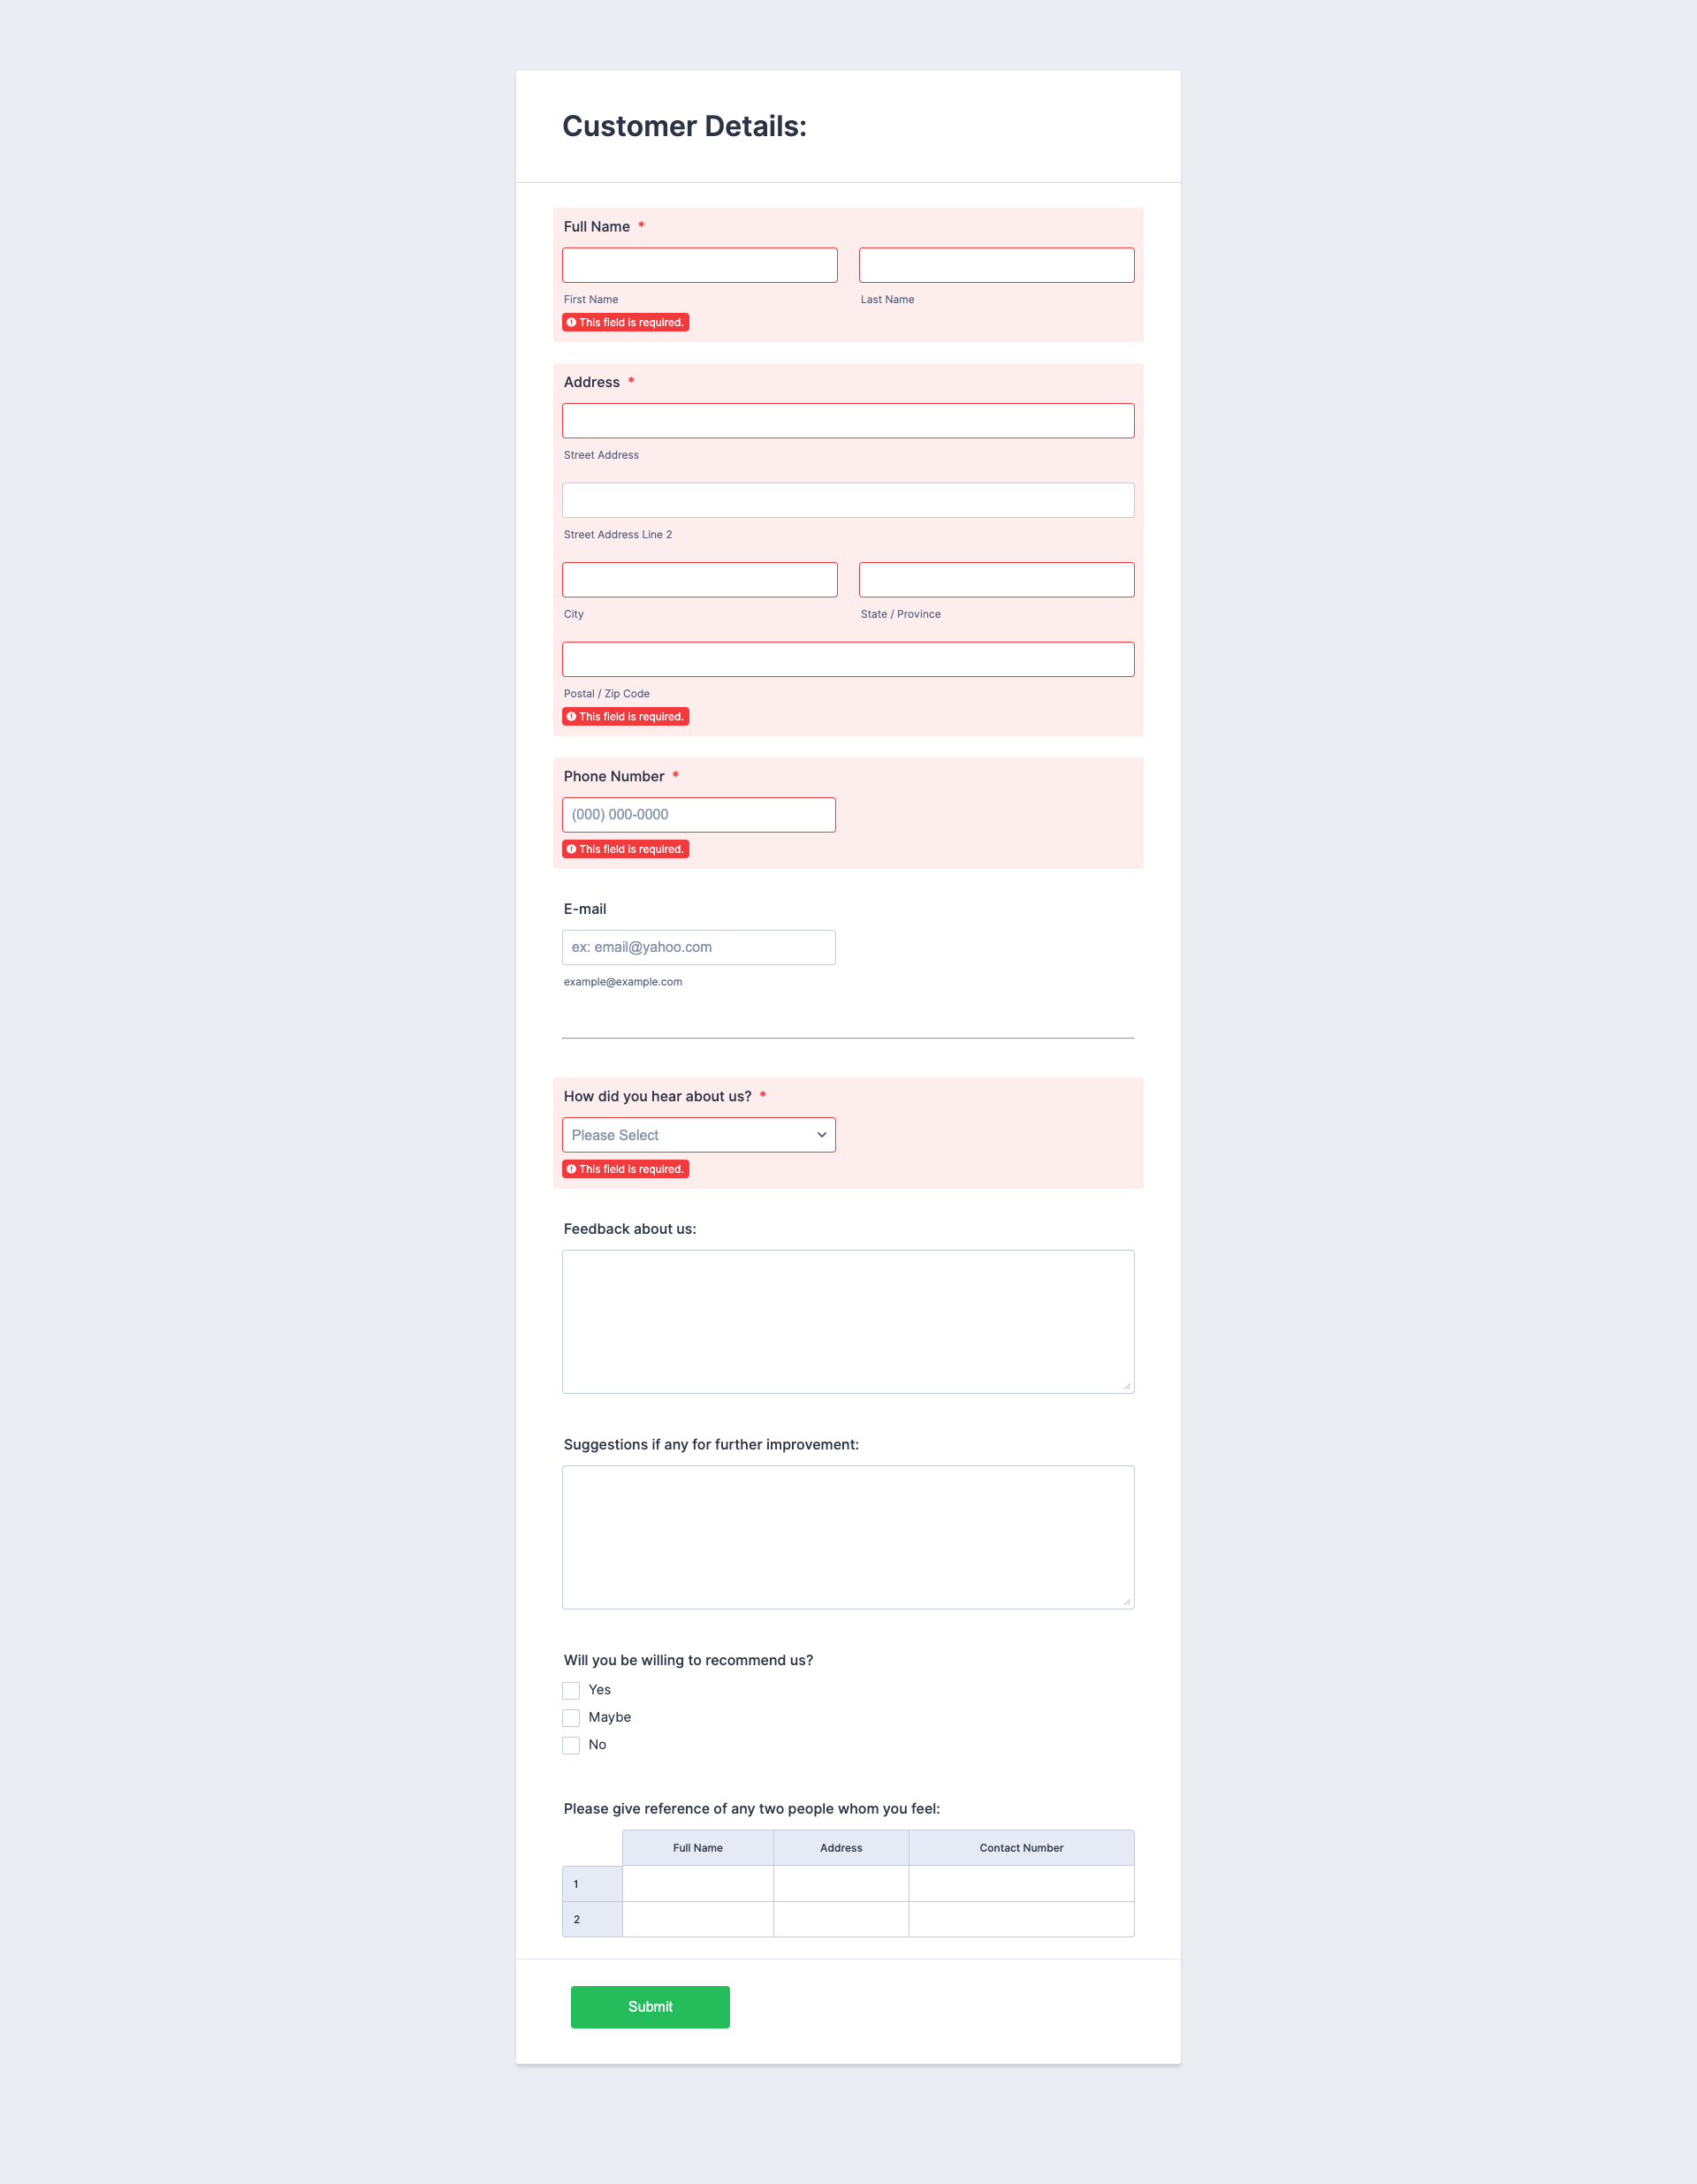 Customer Details:
Full Name *
First Name Last Name
This field is required.
Address *
Street Address
Street Address Line 2
City State / Province
Postal / Zip Code
This field is required.
Phone Number *
(000) 000-0000
This field is required.
E-mail
ex: email@yahoo.com
example@example.com
How did you hear about us? *
Please Select
This field is required.
Feedback about us:
Suggestions if any for further improvement:
Will you be willing to recommend us?
Yes
Maybe
No
Please give reference of any two people whom you feel:
Full Name Address Contact Number
1
2
Submit